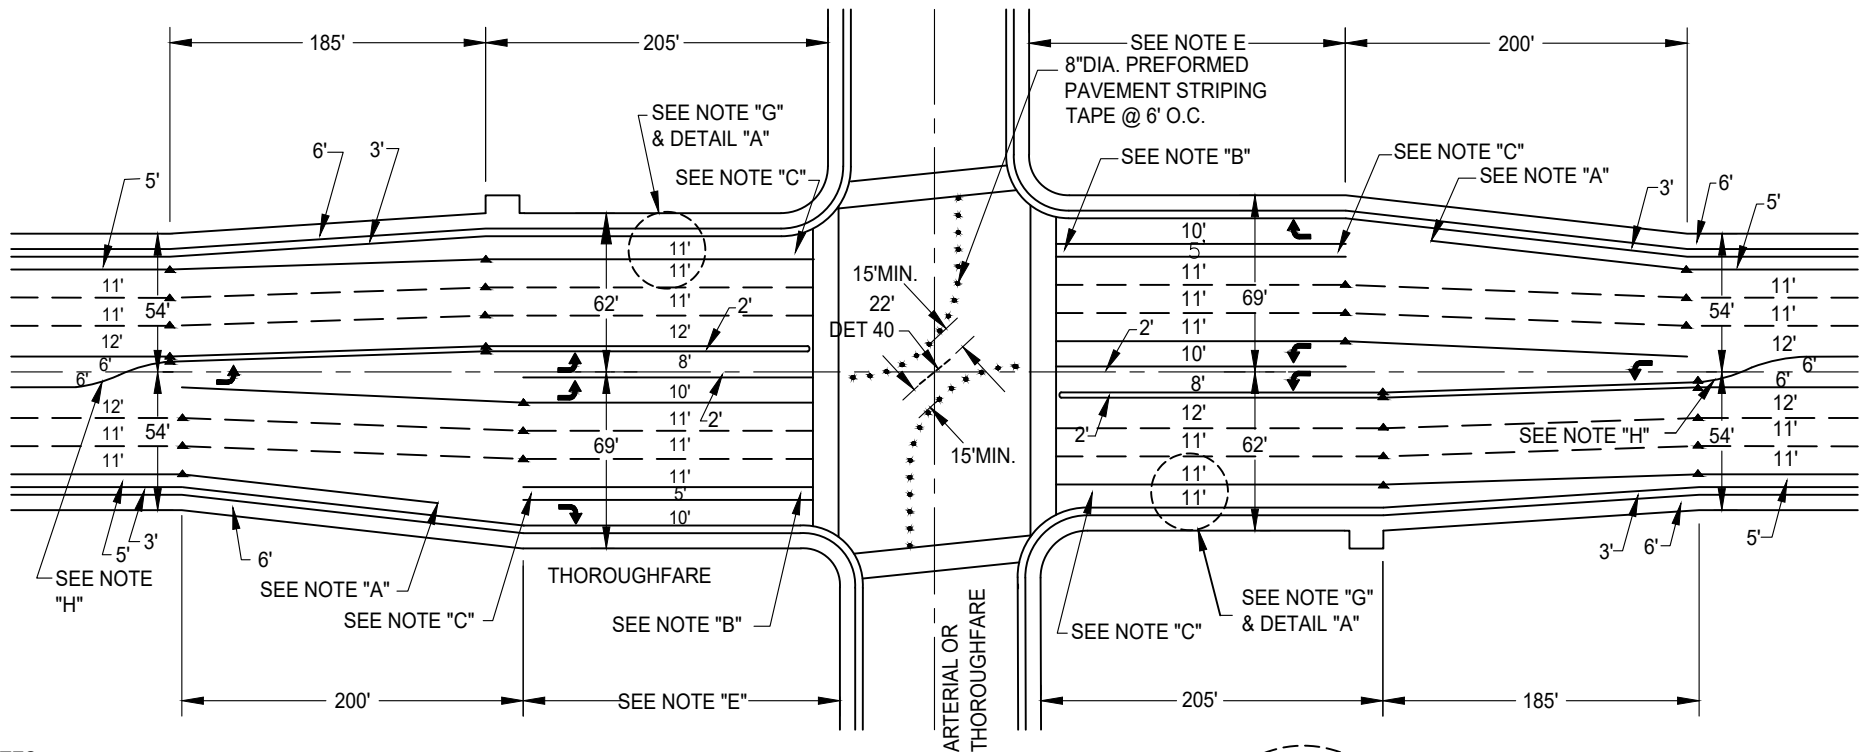 185'
205'
SEE NOTE E
200'
8"DIA. PREFORMED
PAVEMENT STRIPING
TAPE @ 6' O.C.
SEE NOTE "G"
& DETAIL "A"
6'
3'
SEE NOTE "B"
SEE NOTE "C"
5'
SEE NOTE "C"
SEE NOTE "A"
3'
6'
5'
11'
11'
12'
54'
6'
6'
12'
11'
11'
54'
62'
11'
11'
11'
12'
2'
8'
10'
2'
11'
11'
69'
11'
5'
10'
15'MIN.
22'
DET 40
15'MIN.
10'
5'
11'
11'
69'
11'
2'
10'
8'
2'
12'
11'
62'
11'
11'
11'
11'
54'
12'
6'
6'
12'
11'
54'
11'
SEE NOTE "H"
5'
3'
6'
SEE NOTE
"H"
SEE NOTE "A"
THOROUGHFARE
SEE NOTE "C"
SEE NOTE "B"
ARTERIAL OR
THOROUGHFARE
SEE NOTE "C"
SEE NOTE "G"
& DETAIL "A"
3'
6'
5'
200'
SEE NOTE "E"
205'
185'